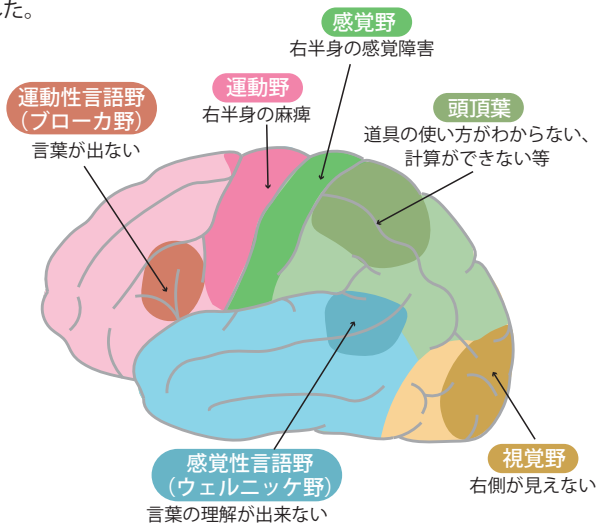 した。
感覚野
右半身の感覚障害
運動野
右半身の麻痺
運動性言語野
（ブローカ野）
言葉が出ない
頭頂葉
道具の使い方がわからない、
計算ができない等
視覚野
右側が見えない
感覚性言語野
（ウェルニッケ野）
言葉の理解が出来ない